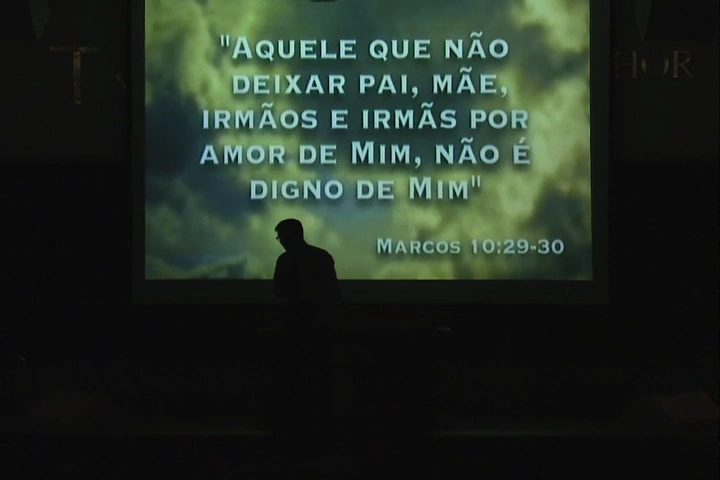 "Aquele que não
deixar pai, mãe,
irmãos e irmãs por
amor de Mim, não é
digno de Mim"
Marcos 10:29-30